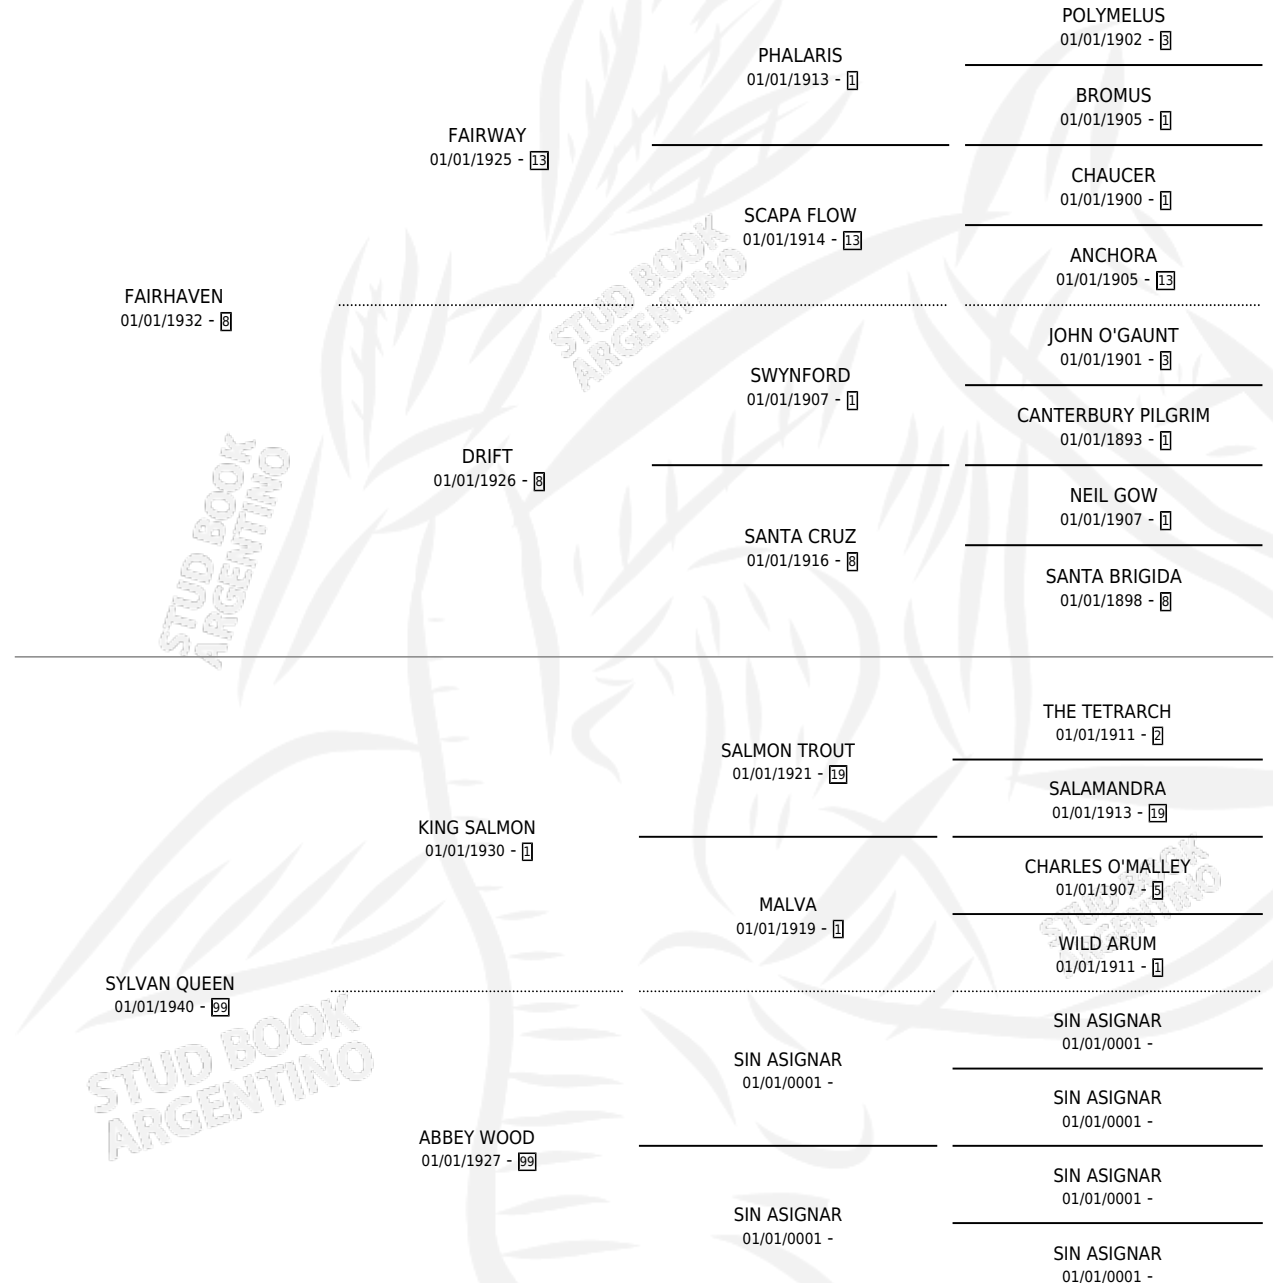 POLYMELUS
01/01/1902 - 3
PHALARIS
01/01/1913 - 1
BROMUS
01/01/1905 - 1
FAIRWAY
01/01/1925 - 13
CHAUCER
01/01/1900 - 1
SCAPA FLOW
01/01/1914 - 13
ANCHORA
01/01/1905 - 13
FAIRHAVEN
01/01/1932 - 8
JOHN O'GAUNT
01/01/1901 - 3
SWYNFORD
01/01/1907 - 1
CANTERBURY PILGRIM
01/01/1893 - 1
DRIFT
01/01/1926 - 8
NEIL GOW
01/01/1907 - 1
SANTA CRUZ
01/01/1916 - 8
SANTA BRIGIDA
01/01/1898 - 8
THE TETRARCH
01/01/1911 - 2
SALMON TROUT
01/01/1921 - 19
SALAMANDRA
01/01/1913 - 19
KING SALMON
01/01/1930 - 1
CHARLES O'MALLEY
01/01/1907 - 5
MALVA
01/01/1919 - 1
WILD ARUM
01/01/1911 - 1
SYLVAN QUEEN
01/01/1940 - 99
SIN ASIGNAR
01/01/0001 -
SIN ASIGNAR
01/01/0001 -
SIN ASIGNAR
01/01/0001 -
ABBEY WOOD
01/01/1927 - 99
SIN ASIGNAR
01/01/0001 -
SIN ASIGNAR
01/01/0001 -
SIN ASIGNAR
01/01/0001 -
STUD BOOK
ARGENTINO
STUD BOOK
ARGENTINO
STUD BOOK
ARGENTINO
STUD BOOK
ARGENTINO